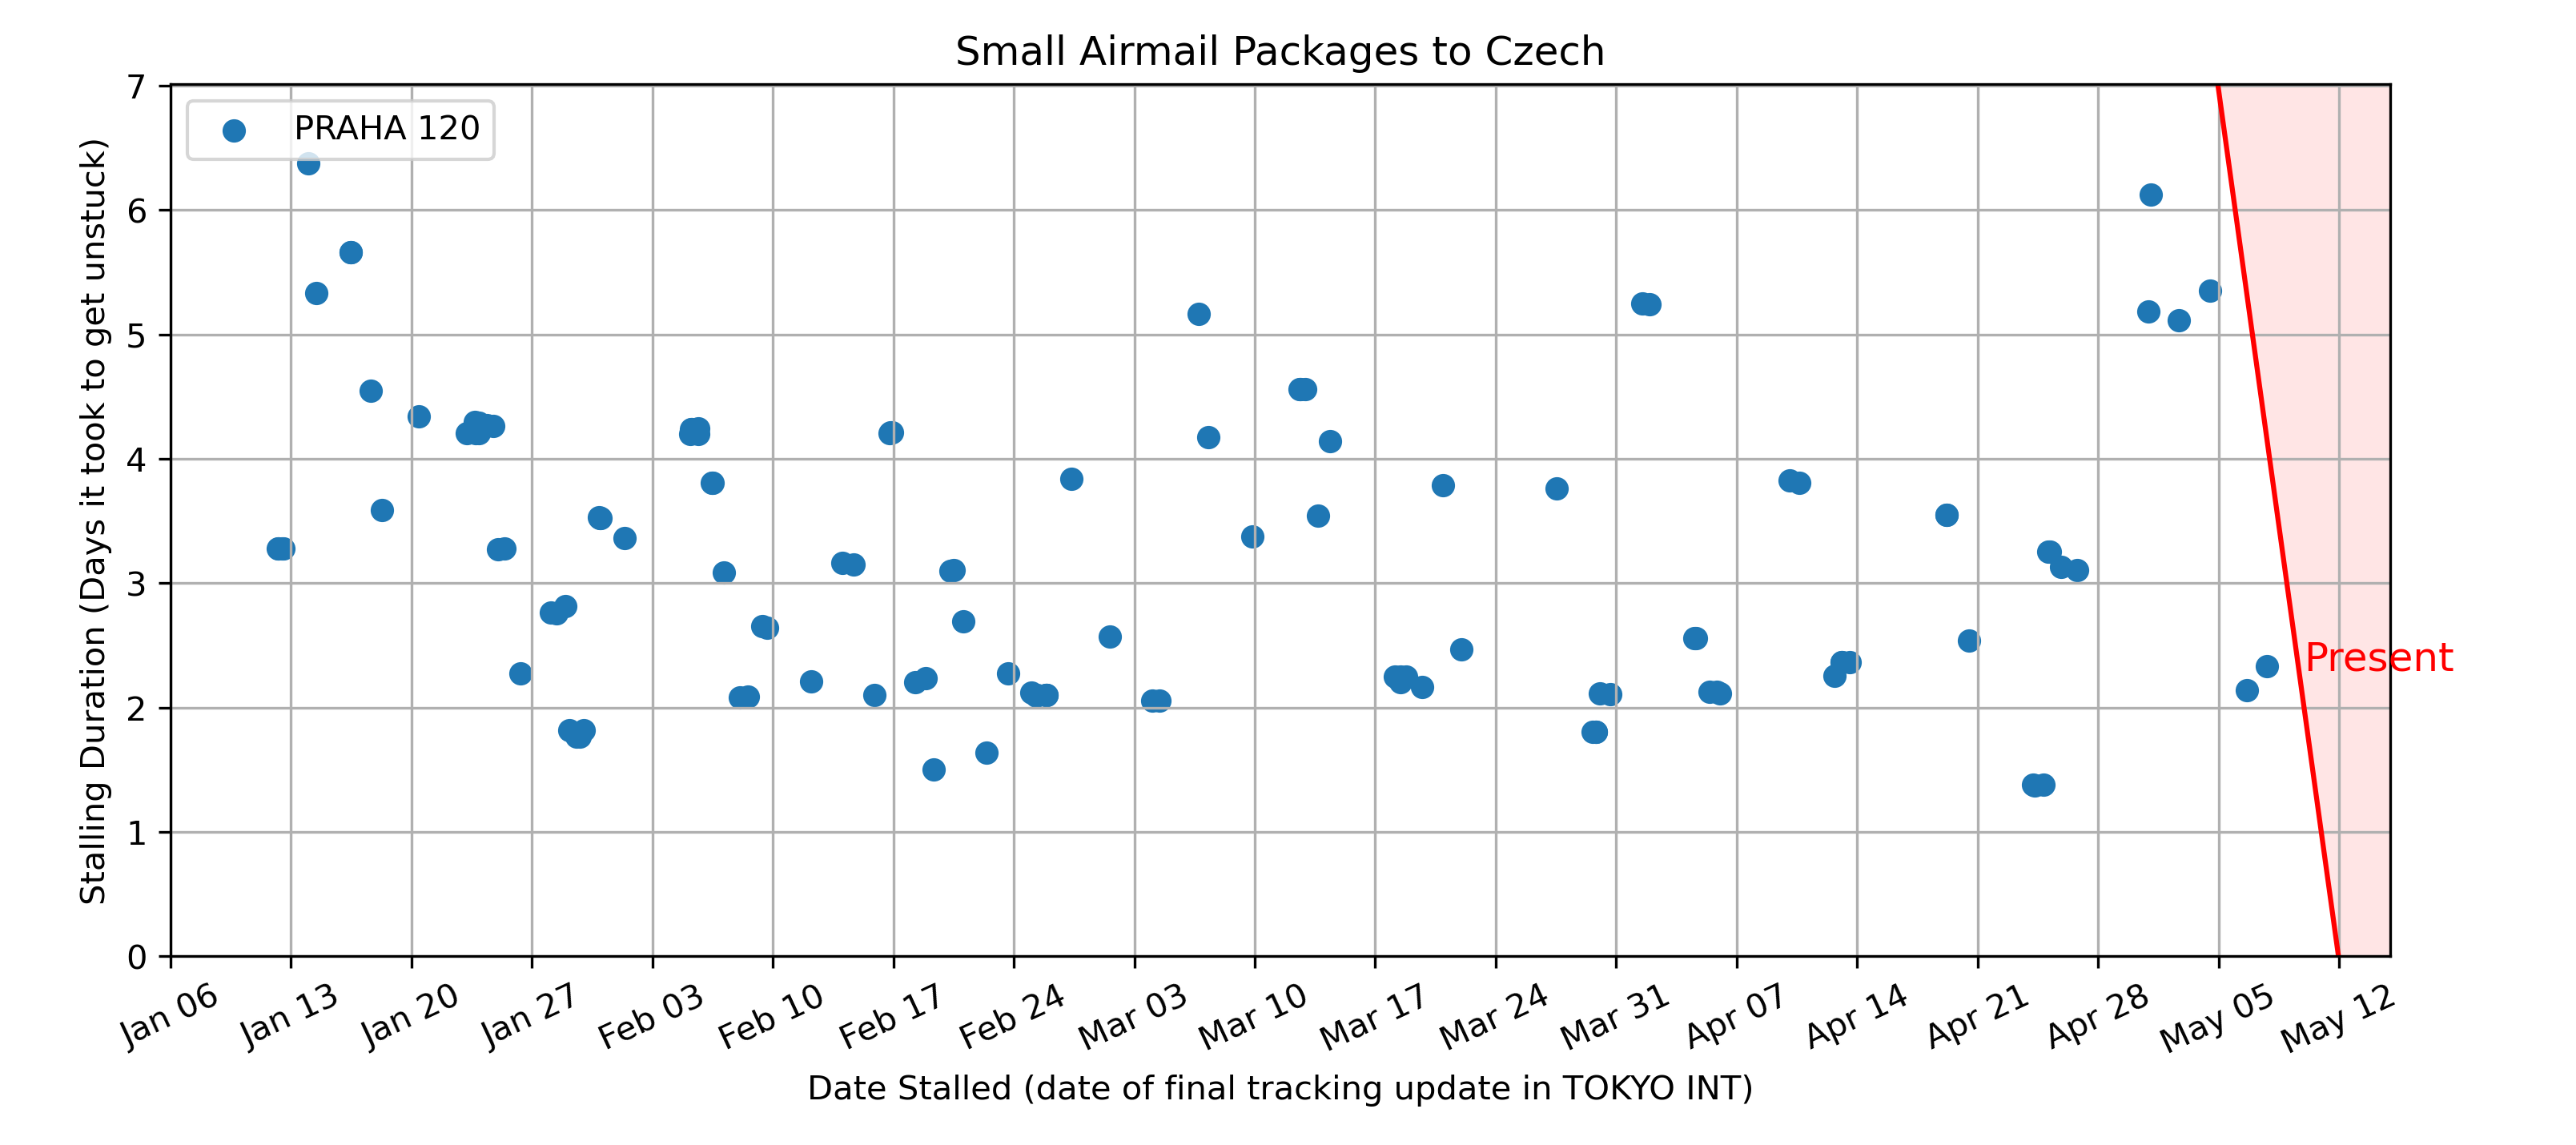 Small Airmail Packages to Czech
PRAHA 120
Stalling Duration (Days it took to get unstuck)
7
6
5
4
3
2
1
0
Present
Jan 06 Jan 13 Jan 20 Jan 27 Feb 03 Feb 10 Feb 17 Feb 24 Mar 03 Mar 10 Mar 17 Mar 24 Mar 31 Apr 07 Apr 14 Apr 21 Apr 28 May 05 May 12
Date Stalled (date of final tracking update in TOKYO INT)